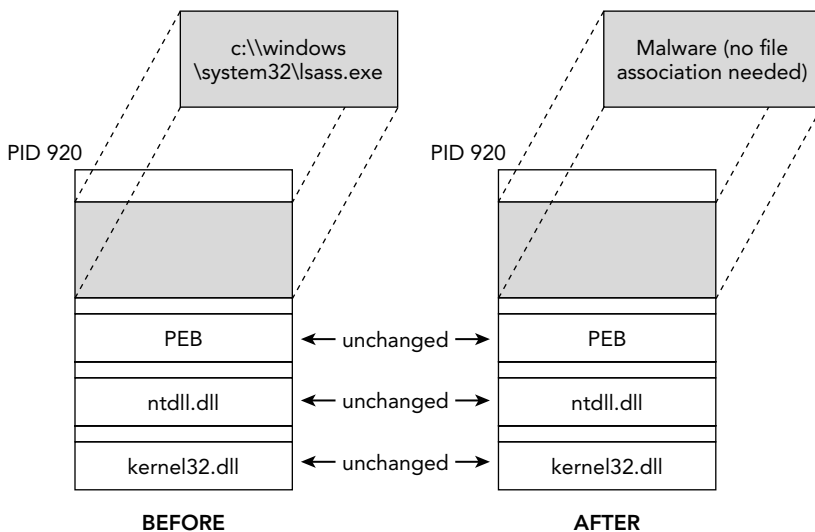 c:\\windows
\system32\lsass.exe
Malware (no file
association needed)
PID 920
PID 920
PEB
unchanged
PEB
ntdll.dll
unchanged
ntdll.dll
kernel32.dll
unchanged
kernel32.dll
BEFORE
AFTER